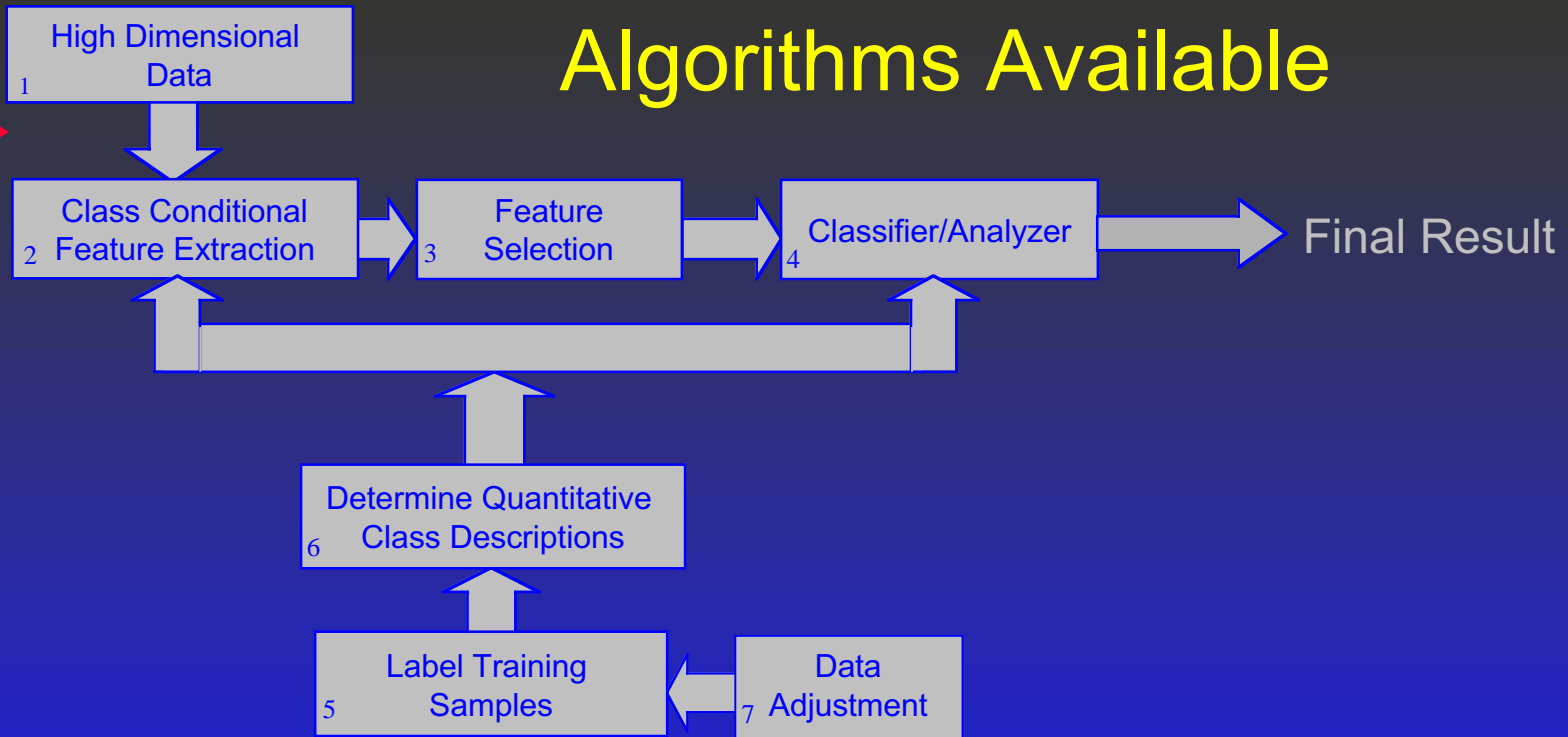 Algorithms Available
High Dimensional
Data
1
Class Conditional
Feature Extraction
2
Feature
Selection
3
Classifier/Analyzer
4
Final Result
Determine Quantitative
Class Descriptions
6
Label Training
Samples
5
Data
Adjustment
7